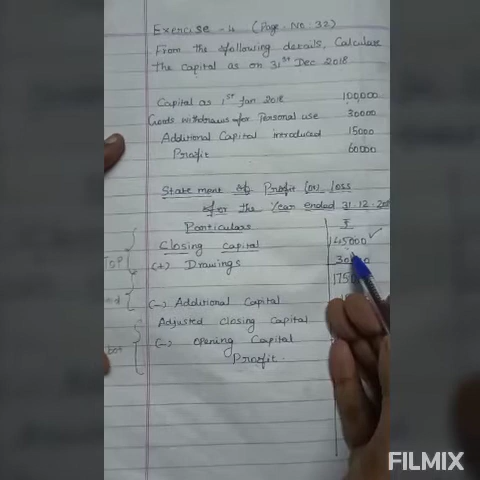 Exercise - 4 (Page. No: 32)
From the following details, Calculate
the capital as on 31st Dec 2018
Capital as 1st Jan 2018 1,00,000
Goods withdrawn for Personal use 30000
Additional Capital introduced 15000
Profit 60000
Statement of Profit (or) loss
for the year ended 31.12.
Particulars ₹
Closing capital 145000 ✓
(+) Drawings
(-) Additional Capital
Adjusted closing Capital
(-) Opening Capital
Profit.
FILMIX